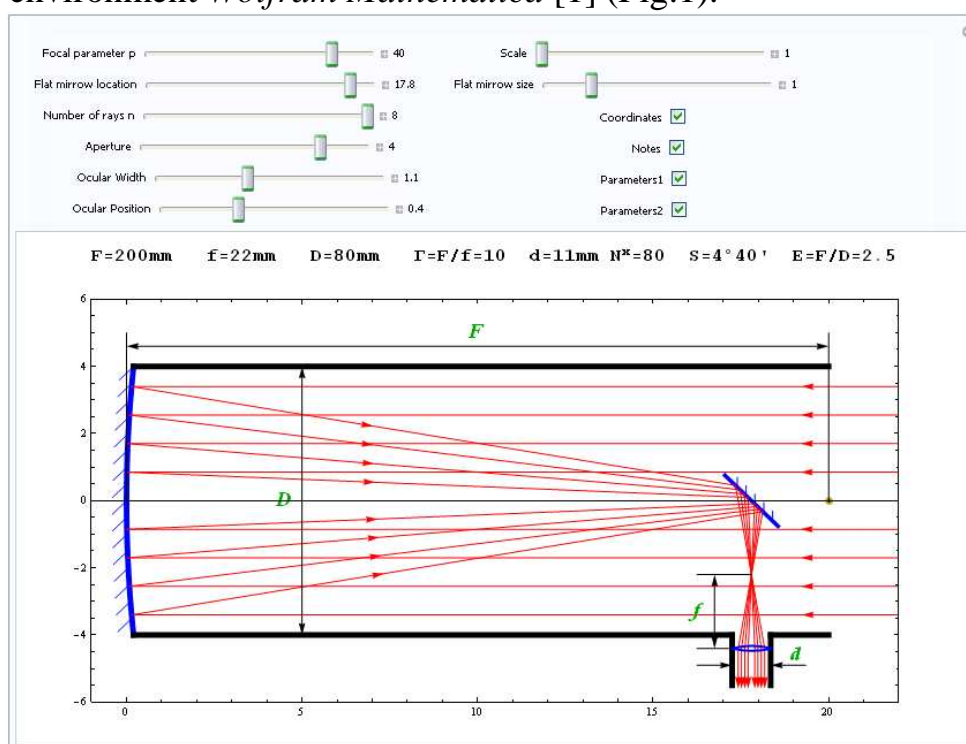 environment Wolfram Mathematica [1] (Fig.1).
Focal parameter p 40
Flat mirrow location 17.8
Number of rays n 8
Aperture 4
Ocular Width 1.1
Ocular Position 0.4
Scale 1
Flat mirrow size 1
Coordinates
Notes
Parameters1
Parameters2
F=200mm f=22mm D=80mm Γ=F/f=10 d=11mm N*=80 S=4°40' E=F/D=2.5
6
F
4
2
D
0
-2
f
-4
d
-6
0 5 10 15 20